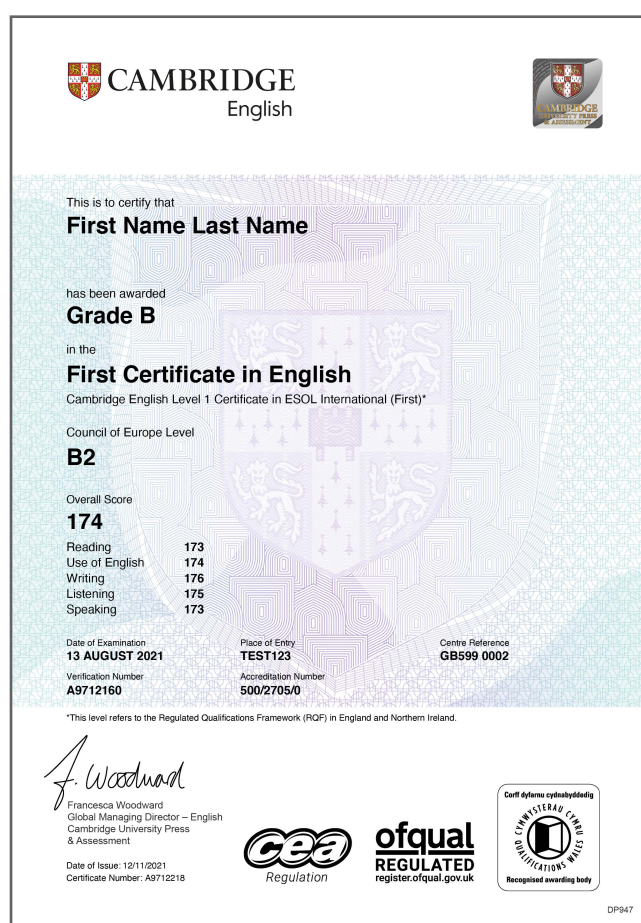 CAMBRIDGE
English
CAMBRIDGE
UNIVERSITY PRESS
& ASSESSMENT
This is to certify that
First Name Last Name
has been awarded
Grade B
in the
First Certificate in English
Cambridge English Level 1 Certificate in ESOL International (First)*
Council of Europe Level
B2
Overall Score
174
Reading 173
Use of English 174
Writing 176
Listening 175
Speaking 173
Date of Examination Place of Entry Centre Reference
13 AUGUST 2021 TEST123 GB599 0002
Verification Number Accreditation Number
A9712160 500/2705/0
*This level refers to the Regulated Qualifications Framework (RQF) in England and Northern Ireland.
F. Woodward
Francesca Woodward
Global Managing Director – English
Cambridge University Press
& Assessment
Date of Issue: 12/11/2021
Certificate Number: A9712218
cea
Regulation
ofqual
REGULATED
register.ofqual.gov.uk
Corff dyfarnu cydnabyddedig
CYMWYSTERAU CYMRU
QUALIFICATIONS WALES
Recognised awarding body
DP947